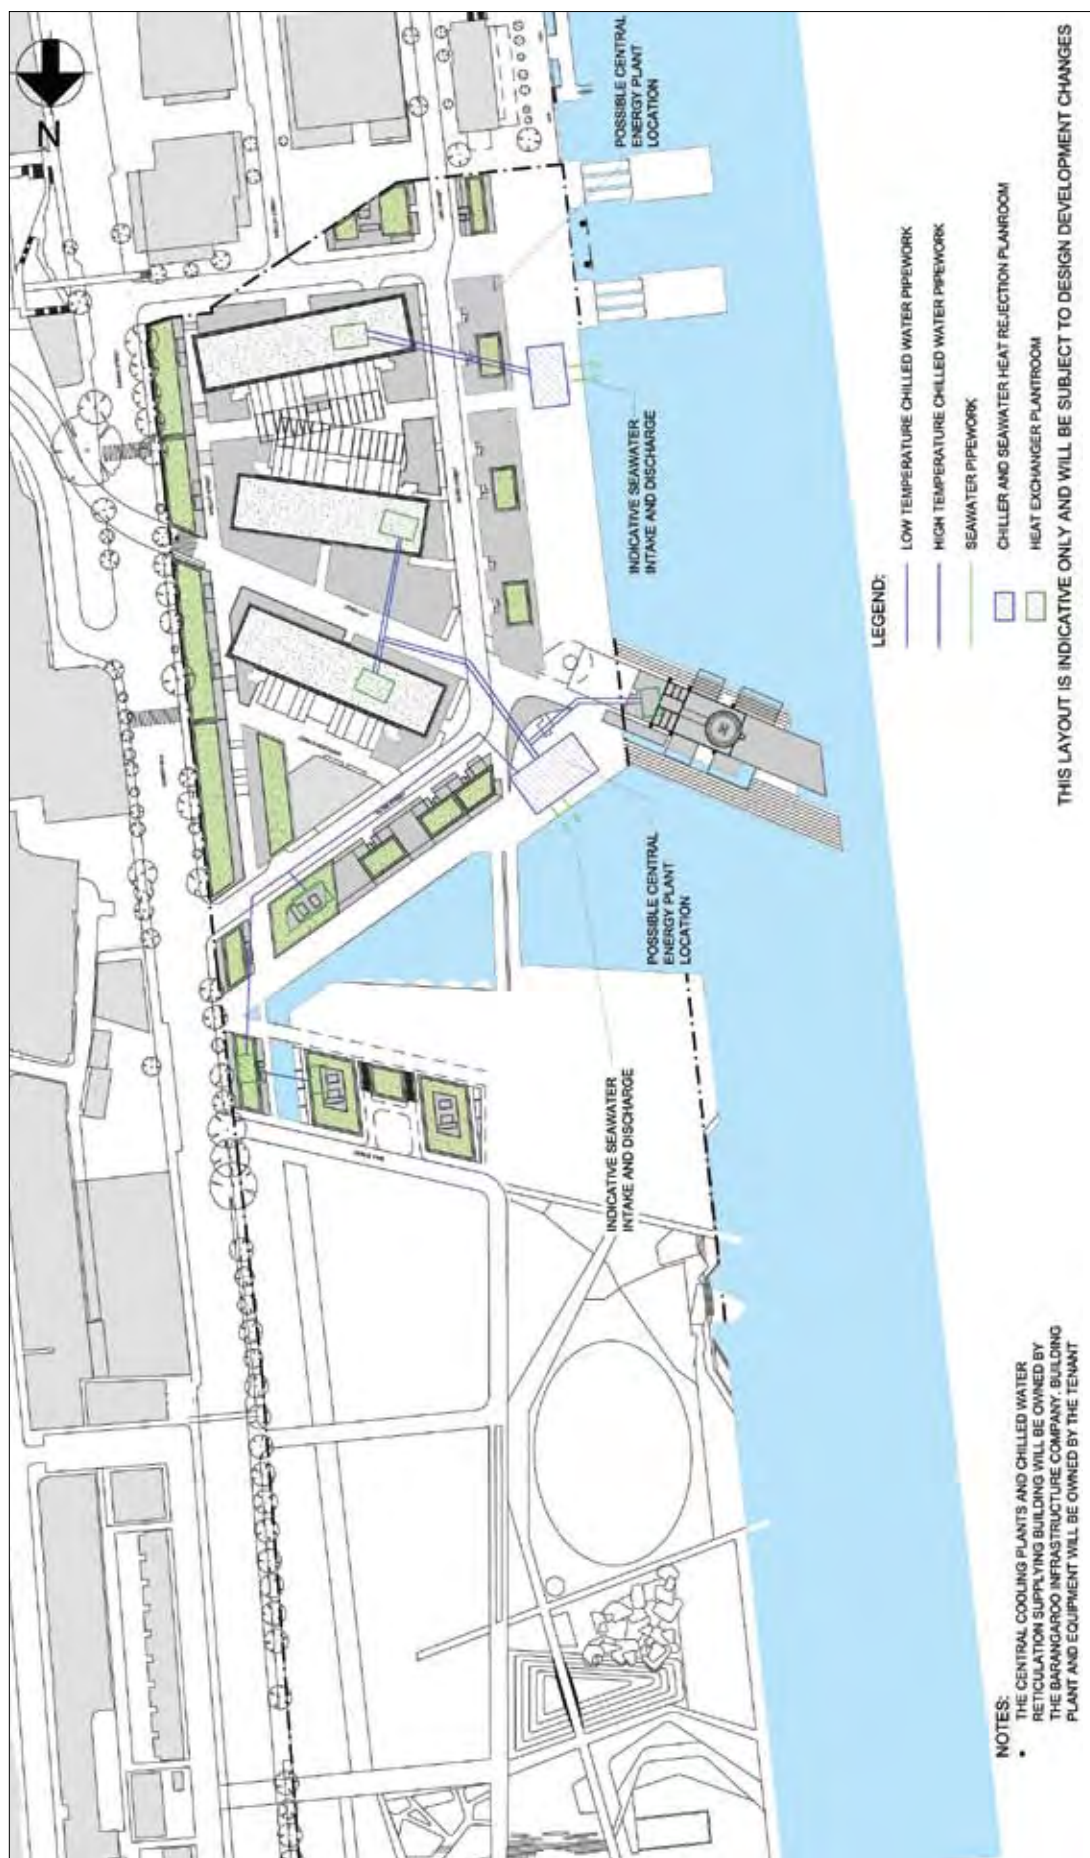 N
POSSIBLE CENTRAL
ENERGY PLANT
LOCATION
INDICATIVE SEAWATER
INTAKE AND DISCHARGE
POSSIBLE CENTRAL
ENERGY PLANT
LOCATION
INDICATIVE SEAWATER
INTAKE AND DISCHARGE
LEGEND:
LOW TEMPERATURE CHILLED WATER PIPEWORK
HIGH TEMPERATURE CHILLED WATER PIPEWORK
SEAWATER PIPEWORK
CHILLER AND SEAWATER HEAT REJECTION PLANROOM
HEAT EXCHANGER PLANTROOM
THIS LAYOUT IS INDICATIVE ONLY AND WILL BE SUBJECT TO DESIGN DEVELOPMENT CHANGES
NOTES:
• THE CENTRAL COOLING PLANTS AND CHILLED WATER
RETICULATION SUPPLYING BUILDING WILL BE OWNED BY
THE BARANGAROO INFRASTRUCTURE COMPANY. BUILDING
PLANT AND EQUIPMENT WILL BE OWNED BY THE TENANT